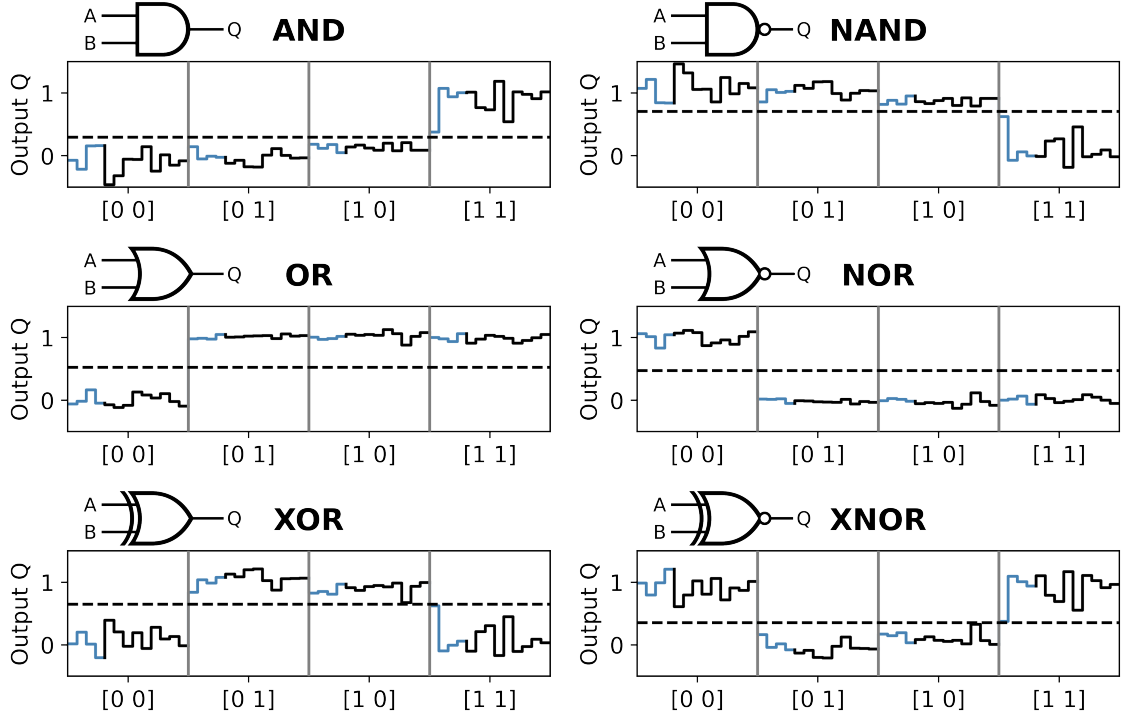 A
B
Q
AND
Output Q
1
0
[0 0]
[0 1]
[1 0]
[1 1]
A
B
Q
NAND
Output Q
1
0
[0 0]
[0 1]
[1 0]
[1 1]
A
B
Q
OR
Output Q
1
0
[0 0]
[0 1]
[1 0]
[1 1]
A
B
Q
NOR
Output Q
1
0
[0 0]
[0 1]
[1 0]
[1 1]
A
B
Q
XOR
Output Q
1
0
[0 0]
[0 1]
[1 0]
[1 1]
A
B
Q
XNOR
Output Q
1
0
[0 0]
[0 1]
[1 0]
[1 1]